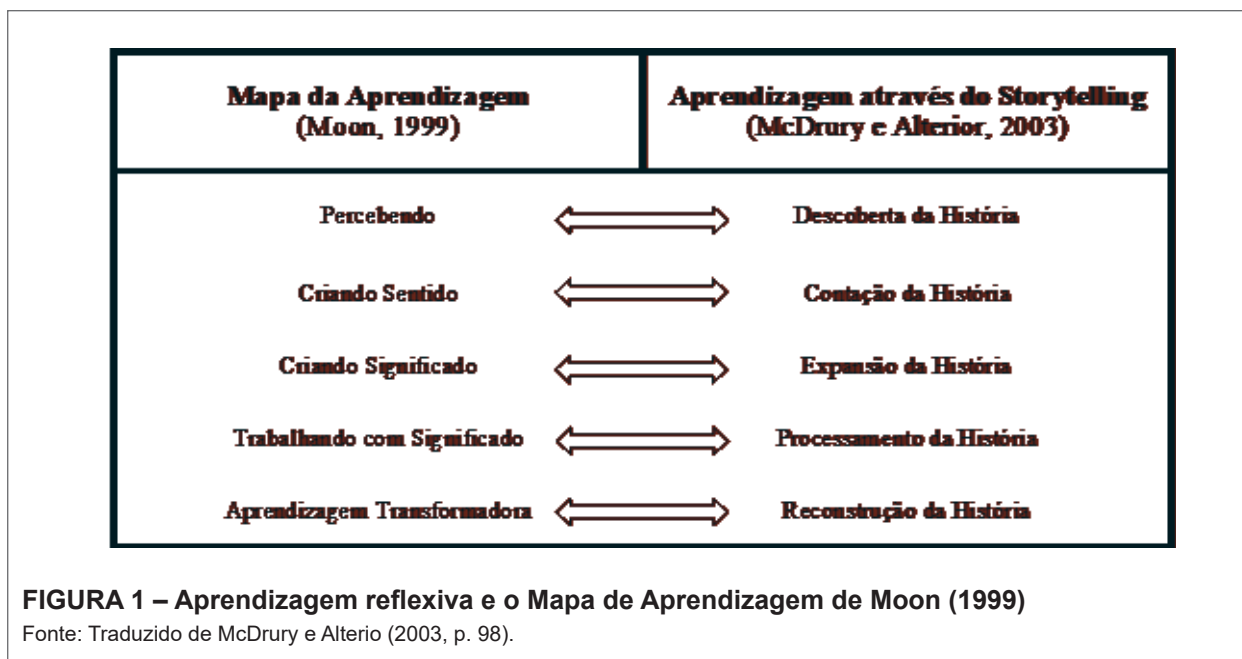 Mapa da Aprendizagem
(Moon, 1999)
Aprendizagem através do Storytelling
(McDrury e Alterior, 2003)
Percebendo
Descoberta da História
Criando Sentido
Contação da História
Criando Significado
Expansão da História
Trabalhando com Significado
Processamento da História
Aprendizagem Transformadora
Reconstrução da História
FIGURA 1 – Aprendizagem reflexiva e o Mapa de Aprendizagem de Moon (1999)
Fonte: Traduzido de McDrury e Alterio (2003, p. 98).